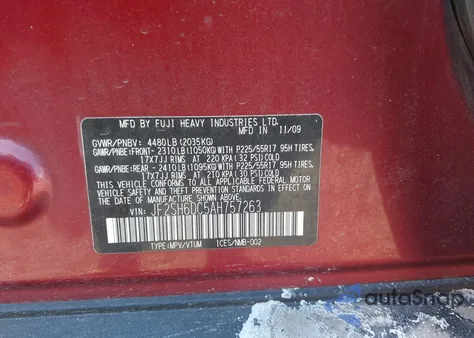 MFD BY FUJI HEAVY INDUSTRIES LTD.
MFD. IN 11/09
GVWR/PNBV: 4480LB (2035KG)
GAWR/PNBE:FRONT- 2310LB(1050KG) WITH P225/55R17 95H TIRES,
17X7JJ RIMS AT 220 KPA (32 PSI) COLD
GAWR/PNBE:REAR - 2410LB(1095KG) WITH P225/55R17 95H TIRES,
17X7JJ RIMS AT 210 KPA (30 PSI) COLD
THIS VEHICLE CONFORMS TO ALL APPLICABLE FEDERAL MOTOR
VEHICLE SAFETY STANDARDS IN EFFECT ON THE
DATE OF MANUFACTURE SHOWN ABOVE.
VIN : JF2SH6DC5AH757263
TYPE:MPV/VTUM ICES/NMB-002
autoSnap